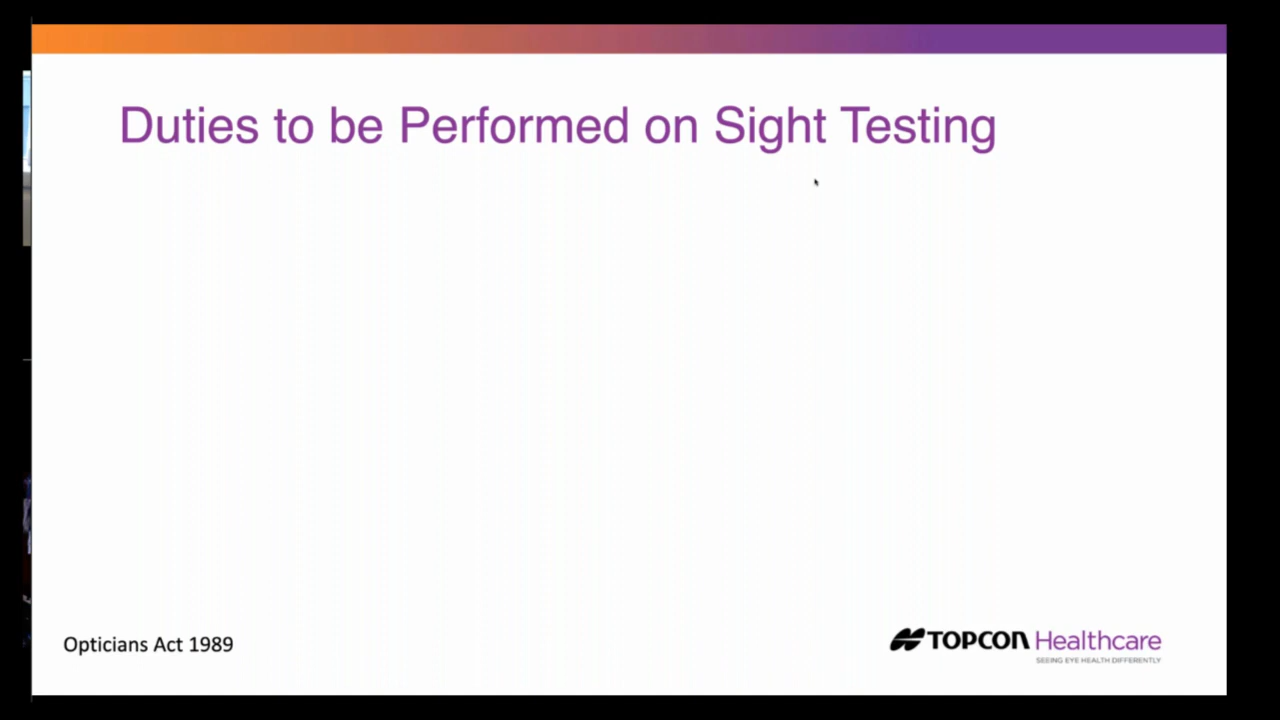 Duties to be Performed on Sight Testing
Opticians Act 1989
TOPCON Healthcare
SEEING EYE HEALTH DIFFERENTLY